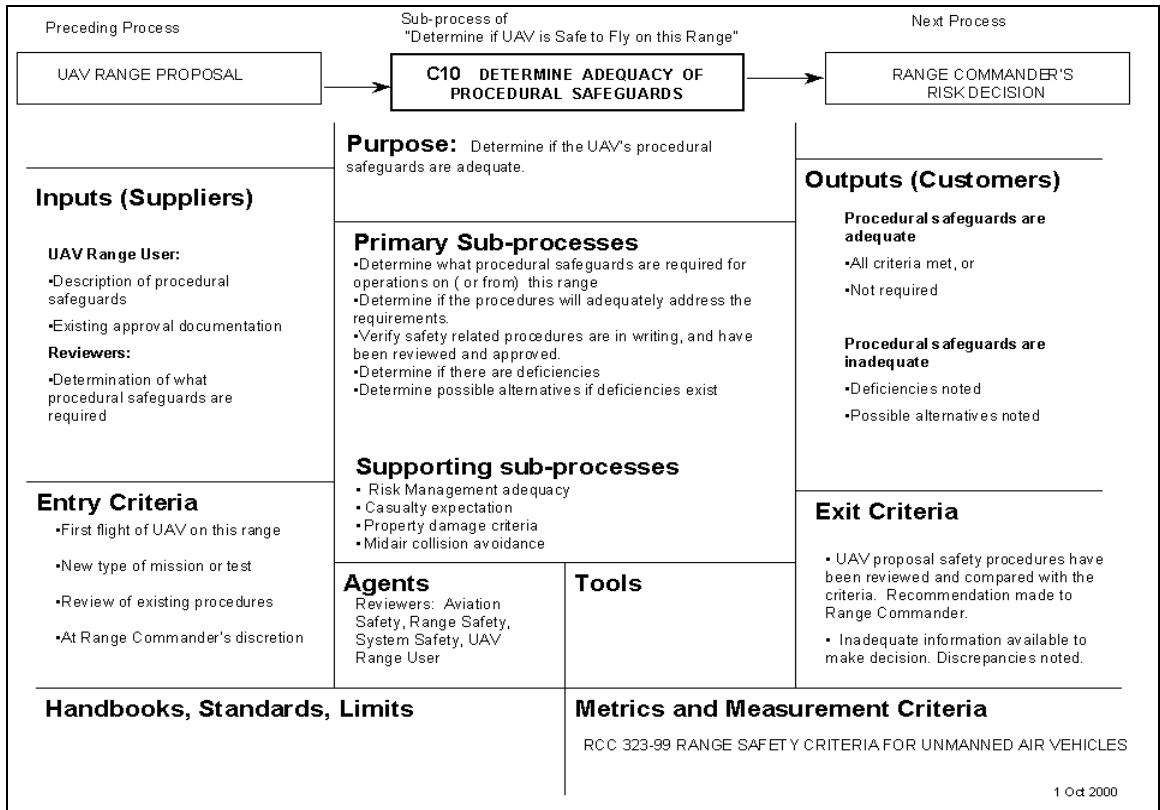 Preceding Process
Sub-process of
"Determine if UAV is Safe to Fly on this Range"
Next Process
UAV RANGE PROPOSAL
C10 DETERMINE ADEQUACY OF
PROCEDURAL SAFEGUARDS
RANGE COMMANDER'S
RISK DECISION
Purpose: Determine if the UAV's procedural
safeguards are adequate.
Inputs (Suppliers)
UAV Range User:
•Description of procedural
safeguards
•Existing approval documentation
Reviewers:
•Determination of what
procedural safeguards are
required
Primary Sub-processes
•Determine what procedural safeguards are required for
operations on ( or from) this range
•Determine if the procedures will adequately address the
requirements.
•Verify safety related procedures are in writing, and have
been reviewed and approved.
•Determine if there are deficiencies
•Determine possible alternatives if deficiencies exist
Supporting sub-processes
• Risk Management adequacy
• Casualty expectation
• Property damage criteria
• Midair collision avoidance
Outputs (Customers)
Procedural safeguards are
adequate
•All criteria met, or
•Not required
Procedural safeguards are
inadequate
•Deficiencies noted
•Possible alternatives noted
Entry Criteria
•First flight of UAV on this range
•New type of mission or test
•Review of existing procedures
•At Range Commander's discretion
Agents
Reviewers: Aviation
Safety, Range Safety,
System Safety, UAV
Range User
Tools
Exit Criteria
• UAV proposal safety procedures have
been reviewed and compared with the
criteria. Recommendation made to
Range Commander.
• Inadequate information available to
make decision. Discrepancies noted.
Handbooks, Standards, Limits
Metrics and Measurement Criteria
RCC 323-99 RANGE SAFETY CRITERIA FOR UNMANNED AIR VEHICLES
1 Oct 2000